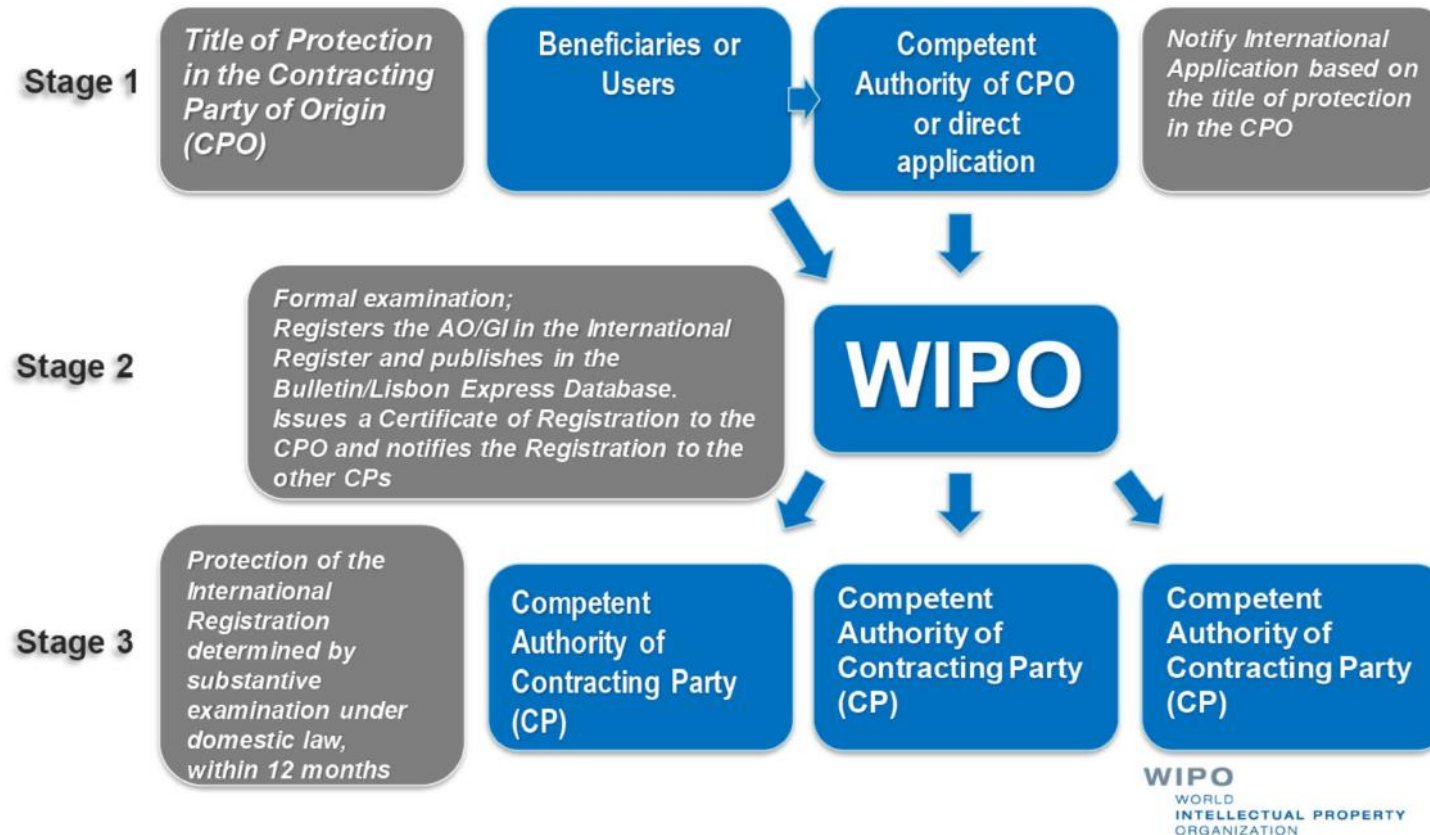 Stage 1
Title of Protection
in the Contracting
Party of Origin
(CPO)
Beneficiaries or
Users
Competent
Authority of CPO
or direct
application
Notify International
Application based on
the title of protection
in the CPO
Stage 2
Formal examination;
Registers the AO/GI in the International
Register and publishes in the
Bulletin/Lisbon Express Database.
Issues a Certificate of Registration to the
CPO and notifies the Registration to the
other CPs
WIPO
Stage 3
Protection of the
International
Registration
determined by
substantive
examination under
domestic law,
within 12 months
Competent
Authority of
Contracting Party
(CP)
Competent
Authority of
Contracting Party
(CP)
Competent
Authority of
Contracting Party
(CP)
WIPO
WORLD
INTELLECTUAL PROPERTY
ORGANIZATION